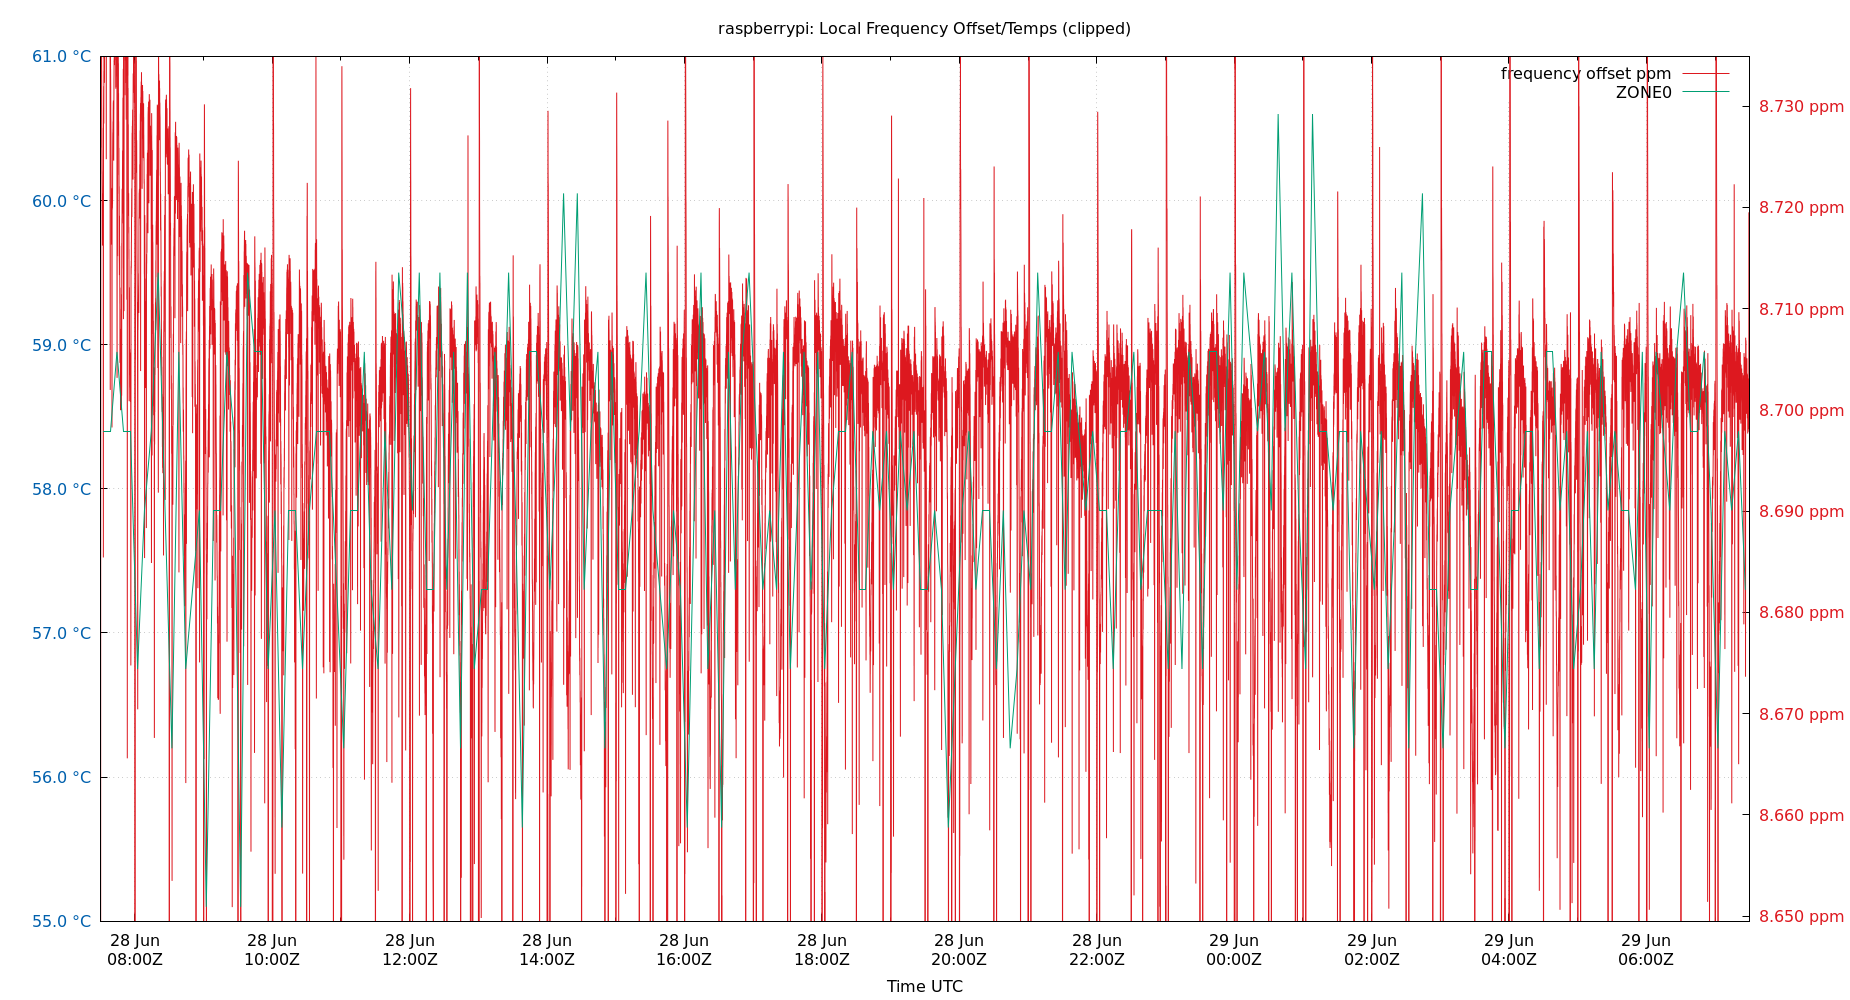 raspberrypi: Local Frequency Offset/Temps (clipped)
61.0 °C
60.0 °C
59.0 °C
58.0 °C
57.0 °C
56.0 °C
55.0 °C
frequency offset ppm
ZONE0
8.730 ppm
8.720 ppm
8.710 ppm
8.700 ppm
8.690 ppm
8.680 ppm
8.670 ppm
8.660 ppm
8.650 ppm
28 Jun 28 Jun 28 Jun 28 Jun 28 Jun 28 Jun 28 Jun 28 Jun 29 Jun 29 Jun 29 Jun 29 Jun
08:00Z 10:00Z 12:00Z 14:00Z 16:00Z 18:00Z 20:00Z 22:00Z 00:00Z 02:00Z 04:00Z 06:00Z
Time UTC